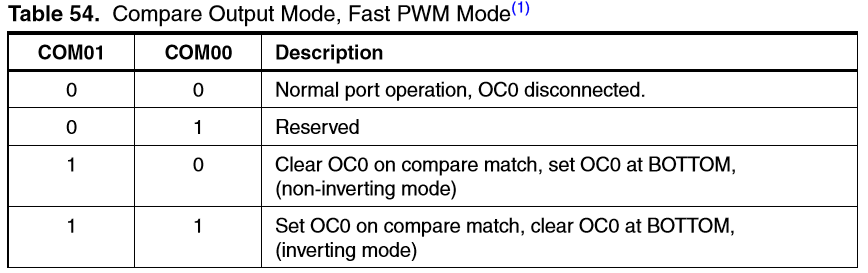 Table 54. Compare Output Mode, Fast PWM Mode(1)
COM01 COM00 Description
0 0 Normal port operation, OC0 disconnected.
0 1 Reserved
1 0 Clear OC0 on compare match, set OC0 at BOTTOM,
(non-inverting mode)
1 1 Set OC0 on compare match, clear OC0 at BOTTOM,
(inverting mode)